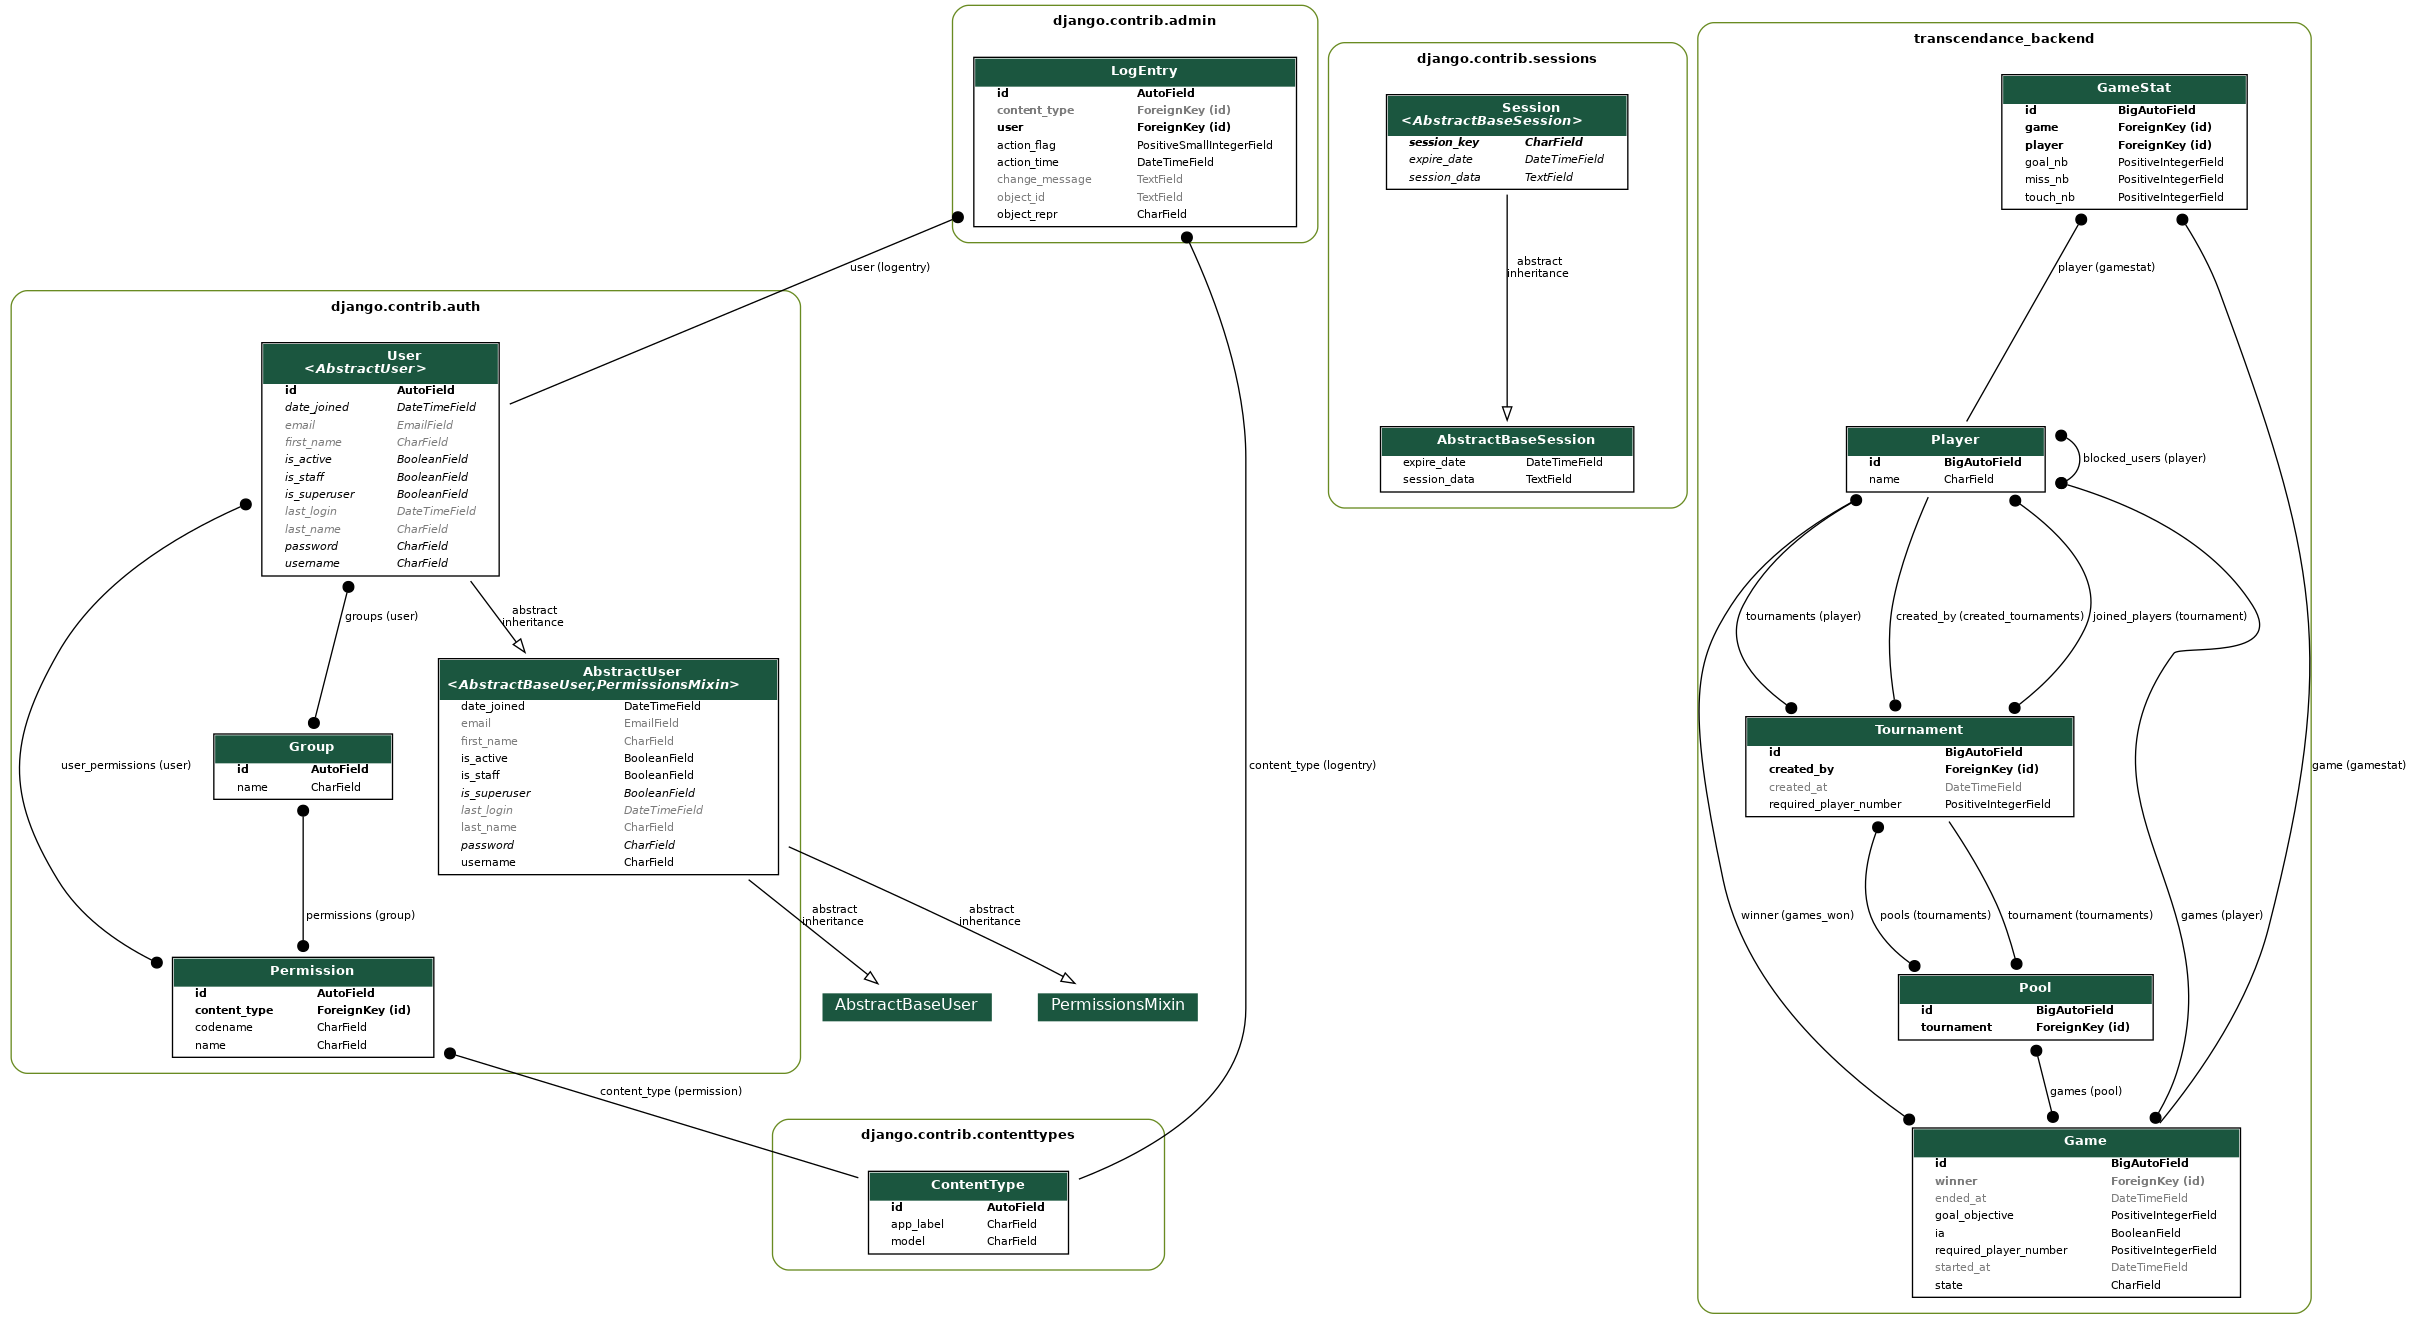 django.contrib.admin
LogEntry
id AutoField
content_type ForeignKey (id)
user ForeignKey (id)
action_flag PositiveSmallIntegerField
action_time DateTimeField
change_message TextField
object_id TextField
object_repr CharField
user (logentry)
content_type (logentry)
django.contrib.sessions
Session
<AbstractBaseSession>
session_key CharField
expire_date DateTimeField
session_data TextField
abstract
inheritance
AbstractBaseSession
expire_date DateTimeField
session_data TextField
transcendance_backend
GameStat
id BigAutoField
game ForeignKey (id)
player ForeignKey (id)
goal_nb PositiveIntegerField
miss_nb PositiveIntegerField
touch_nb PositiveIntegerField
player (gamestat)
Player
id BigAutoField
name CharField
blocked_users (player)
tournaments (player)
created_by (created_tournaments)
joined_players (tournament)
Tournament
id BigAutoField
created_by ForeignKey (id)
created_at DateTimeField
required_player_number PositiveIntegerField
game (gamestat)
winner (games_won)
pools (tournaments)
tournament (tournaments)
games (player)
Pool
id BigAutoField
tournament ForeignKey (id)
games (pool)
Game
id BigAutoField
winner ForeignKey (id)
ended_at DateTimeField
goal_objective PositiveIntegerField
ia BooleanField
required_player_number PositiveIntegerField
started_at DateTimeField
state CharField
django.contrib.auth
User
<AbstractUser>
id AutoField
date_joined DateTimeField
email EmailField
first_name CharField
is_active BooleanField
is_staff BooleanField
is_superuser BooleanField
last_login DateTimeField
last_name CharField
password CharField
username CharField
groups (user)
abstract
inheritance
AbstractUser
<AbstractBaseUser,PermissionsMixin>
date_joined DateTimeField
email EmailField
first_name CharField
is_active BooleanField
is_staff BooleanField
is_superuser BooleanField
last_login DateTimeField
last_name CharField
password CharField
username CharField
Group
id AutoField
name CharField
user_permissions (user)
permissions (group)
abstract
inheritance
abstract
inheritance
Permission
id AutoField
content_type ForeignKey (id)
codename CharField
name CharField
AbstractBaseUser
PermissionsMixin
content_type (permission)
django.contrib.contenttypes
ContentType
id AutoField
app_label CharField
model CharField